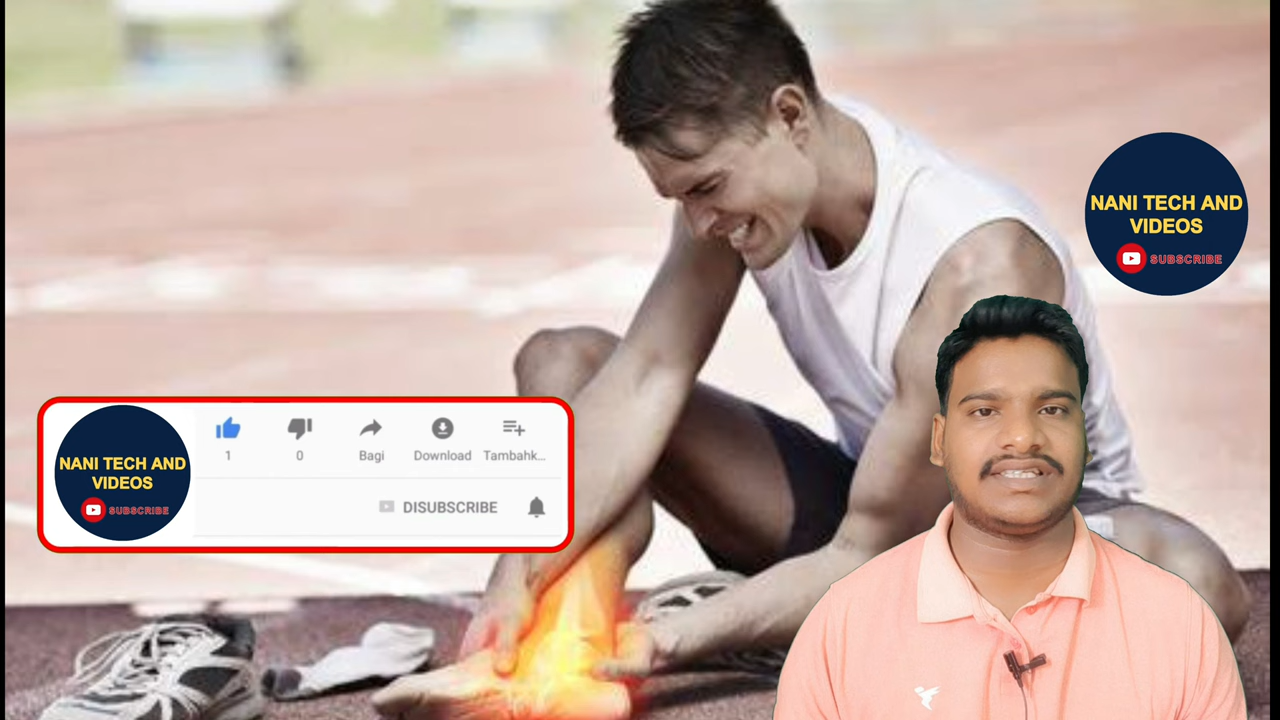 NANI TECH AND
VIDEOS
SUBSCRIBE
NANI TECH AND
VIDEOS
SUBSCRIBE
1
0
Bagi
Download
Tambahk...
DISUBSCRIBE